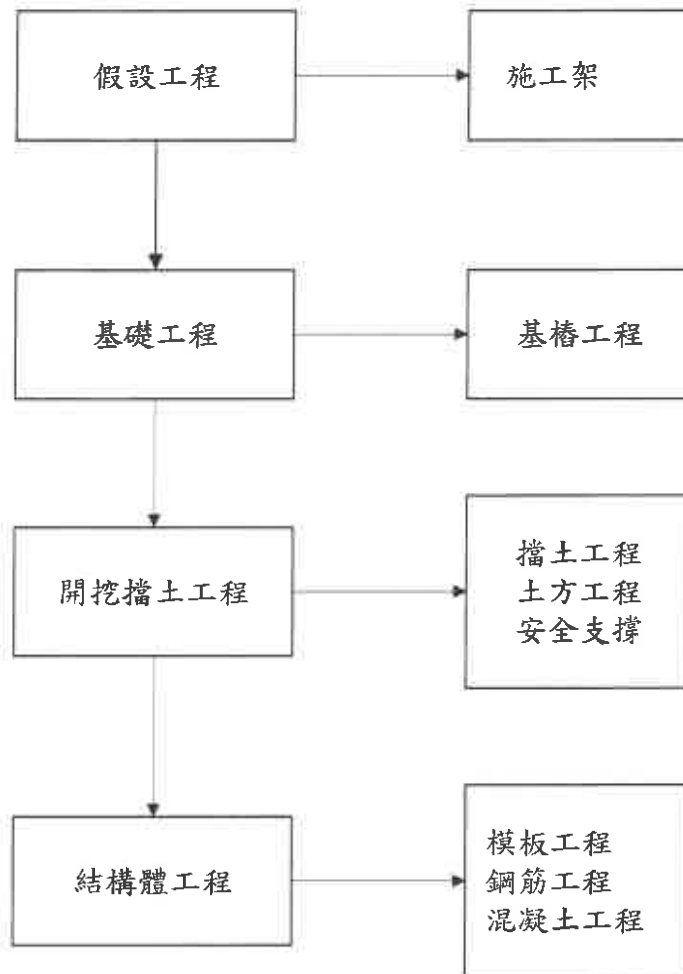 假設工程
施工架
基礎工程
基樁工程
開挖擋土工程
擋土工程
土方工程
安全支撐
結構體工程
模板工程
鋼筋工程
混凝土工程